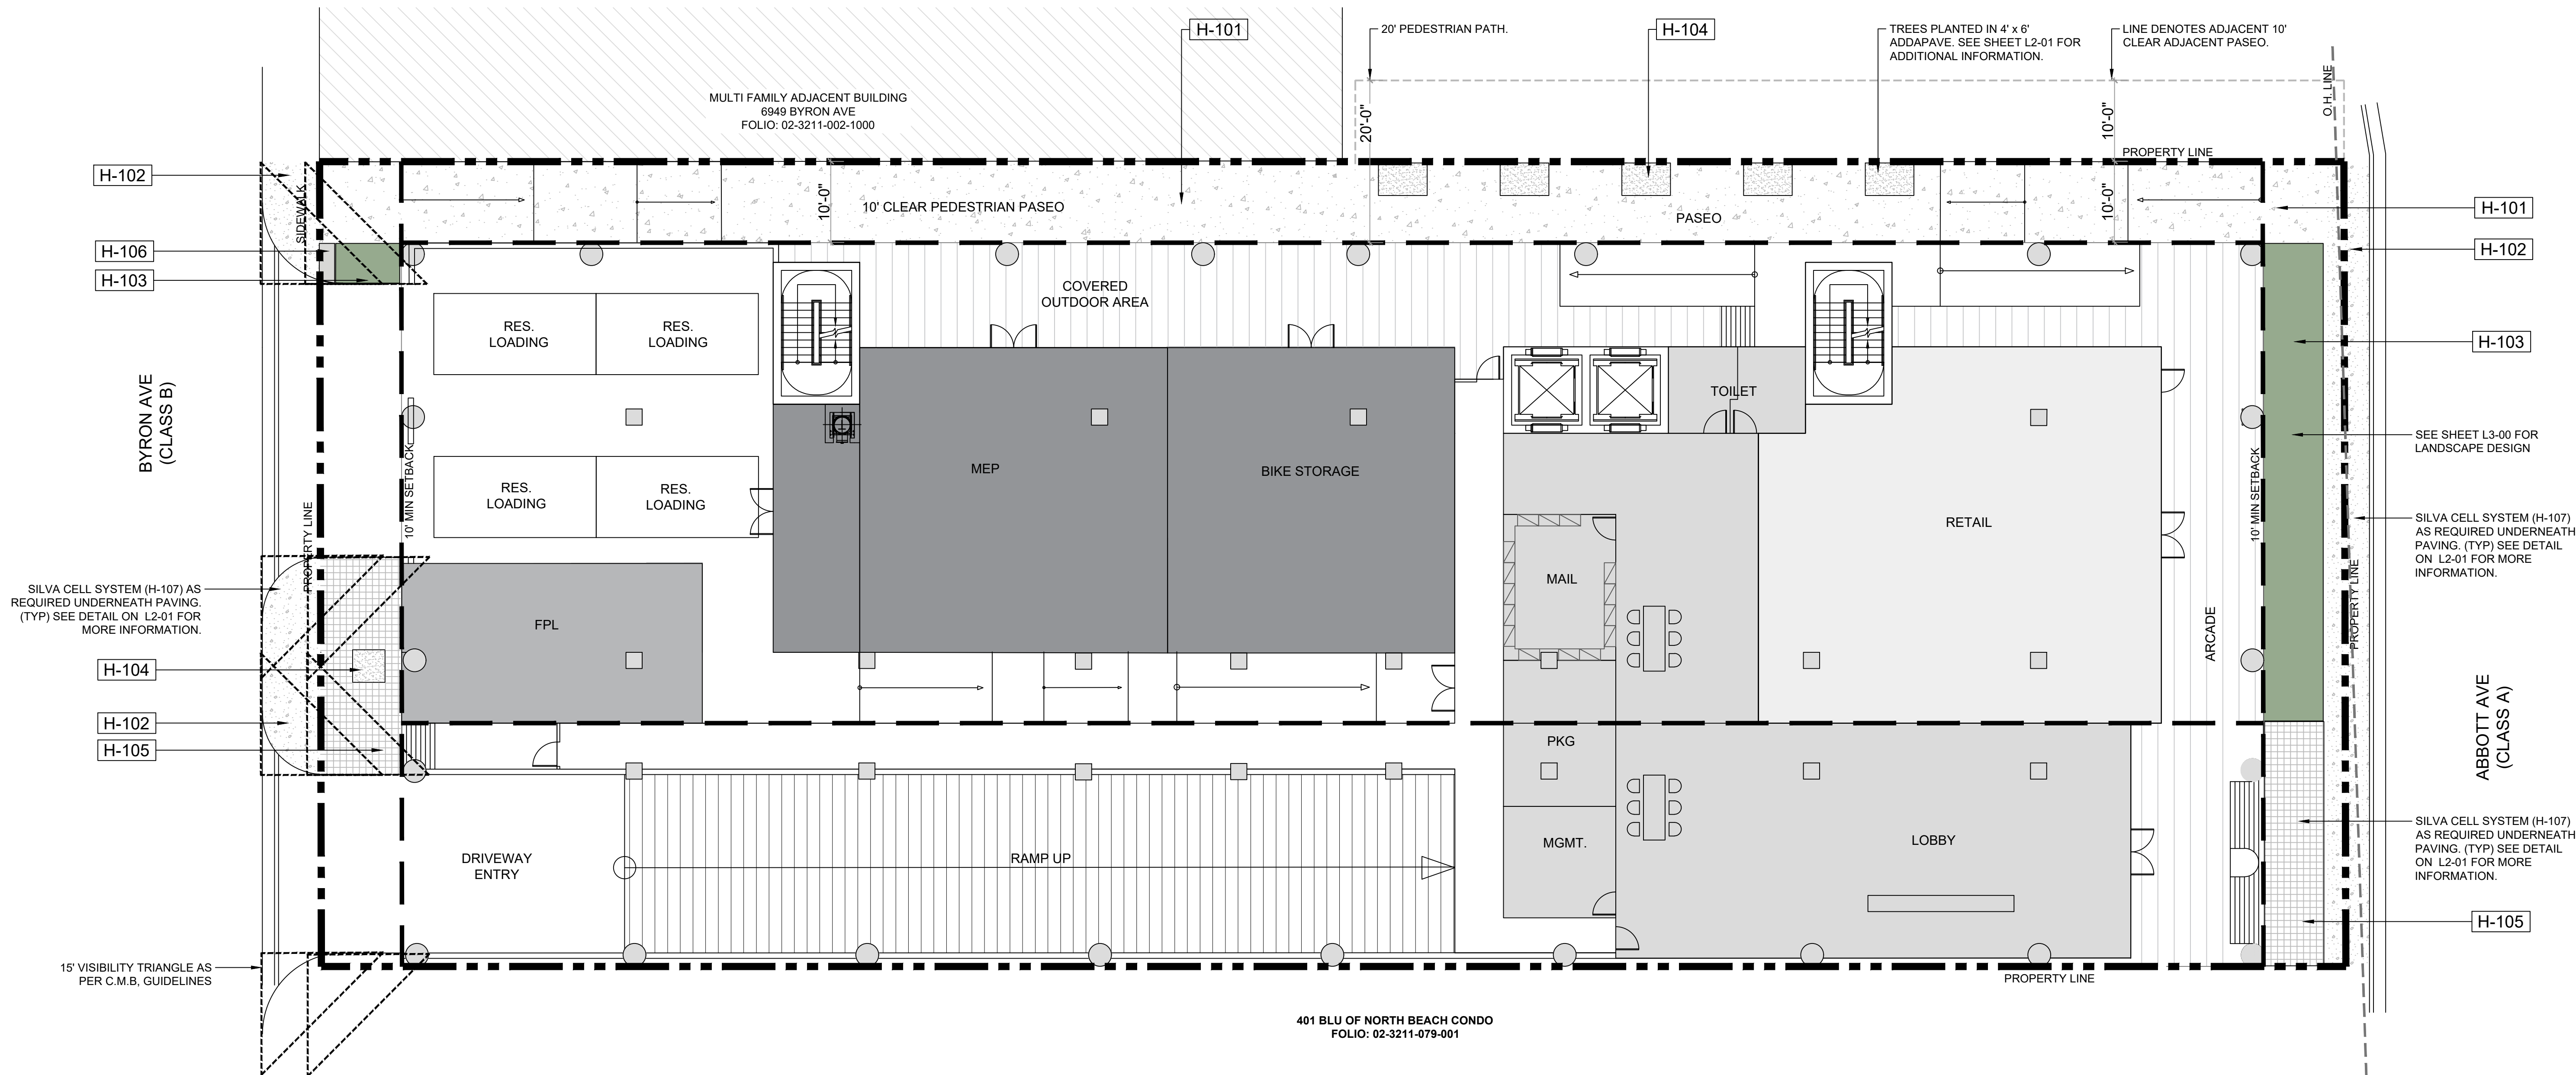 H-101
20' PEDESTRIAN PATH.
H-104
TREES PLANTED IN 4' x 6'
ADDAPAVE. SEE SHEET L2-01 FOR
ADDITIONAL INFORMATION.
LINE DENOTES ADJACENT 10'
CLEAR ADJACENT PASEO.
O.H. LINE
MULTI FAMILY ADJACENT BUILDING
6949 BYRON AVE
FOLIO: 02-3211-002-1000
20'-0"
10'-0"
PROPERTY LINE
H-102
SIDEWALK
10'-0"
10' CLEAR PEDESTRIAN PASEO
PASEO
10'-0"
H-101
H-106
H-102
H-103
COVERED
OUTDOOR AREA
RES.
LOADING
RES.
LOADING
H-103
TOILET
BYRON AVE
(CLASS B)
10' MIN SETBACK
MEP
BIKE STORAGE
10' MIN SETBACK
SEE SHEET L3-00 FOR
LANDSCAPE DESIGN
RES.
LOADING
RES.
LOADING
PROPERTY LINE
RETAIL
SILVA CELL SYSTEM (H-107)
AS REQUIRED UNDERNEATH
PAVING. (TYP) SEE DETAIL
ON L2-01 FOR MORE
INFORMATION.
SILVA CELL SYSTEM (H-107) AS
REQUIRED UNDERNEATH PAVING.
(TYP) SEE DETAIL ON L2-01 FOR
MORE INFORMATION.
FPL
MAIL
ARCADE
PROPERTY LINE
H-104
H-102
H-105
PKG
ABBOTT AVE
(CLASS A)
DRIVEWAY
ENTRY
RAMP UP
MGMT.
LOBBY
SILVA CELL SYSTEM (H-107)
AS REQUIRED UNDERNEATH
PAVING. (TYP) SEE DETAIL
ON L2-01 FOR MORE
INFORMATION.
H-105
15' VISIBILITY TRIANGLE AS
PER C.M.B, GUIDELINES
PROPERTY LINE
401 BLU OF NORTH BEACH CONDO
FOLIO: 02-3211-079-001